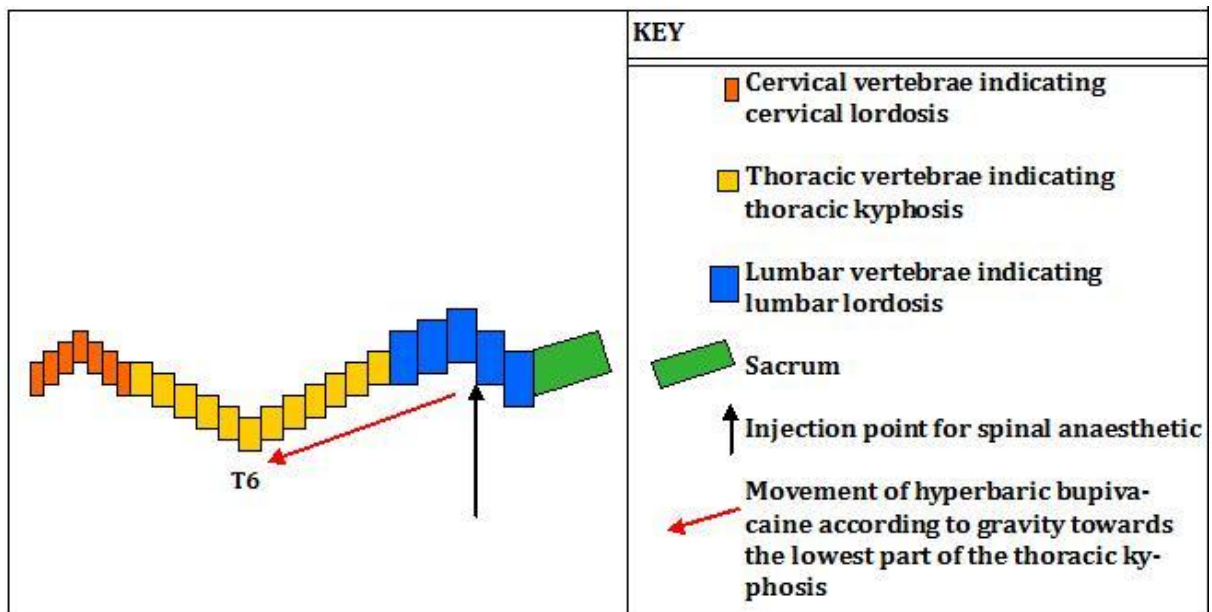 KEY
Cervical vertebrae indicating
cervical lordosis
Thoracic vertebrae indicating
thoracic kyphosis
Lumbar vertebrae indicating
lumbar lordosis
Sacrum
Injection point for spinal anaesthetic
Movement of hyperbaric bupiva-
caine according to gravity towards
the lowest part of the thoracic ky-
phosis
T6